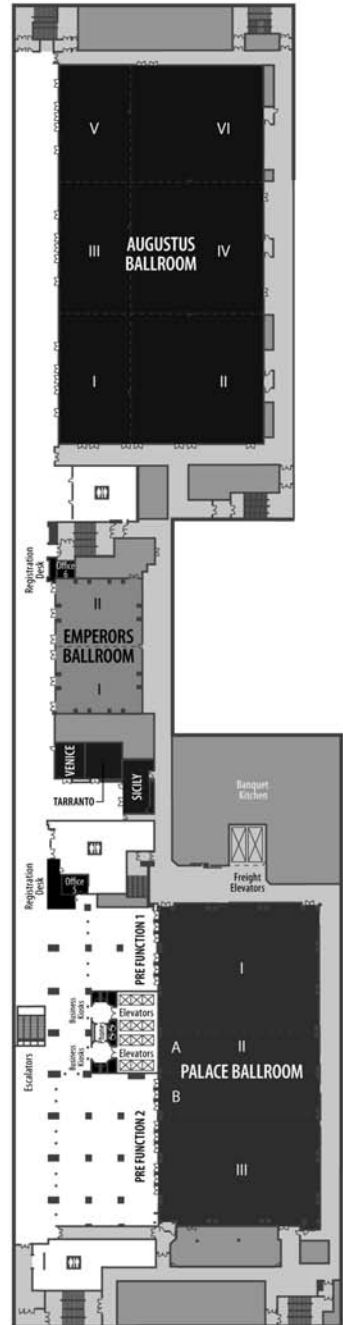 V
VI
III
AUGUSTUS
BALLROOM
IV
I
II
Registration
Desk
Office
II
EMPERORS
BALLROOM
I
VENICE
TARRANTO
SICILY
Banquet
Kitchen
Freight
Elevators
Registration
Desk
Office
5
PRE FUNCTION 1
I
Business
Kiosks
Elevators
Phones
Elevators
Business
Kiosks
Escalators
A
II
PALACE BALLROOM
B
PRE FUNCTION 2
III